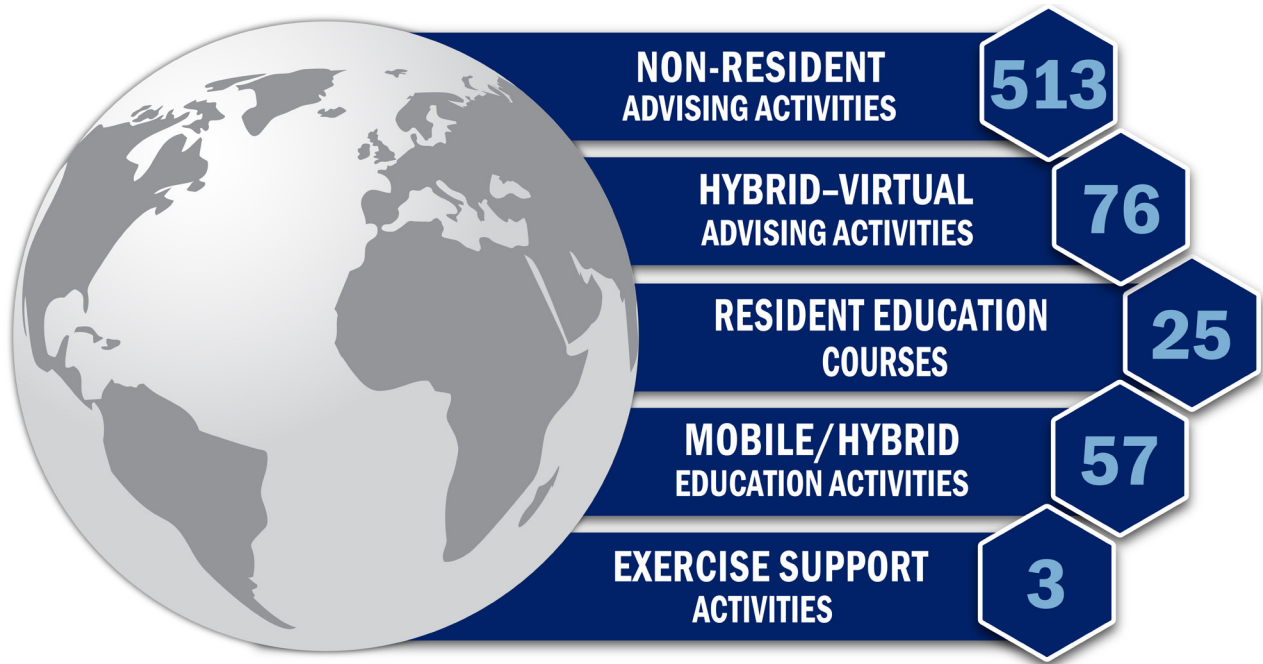 NON-RESIDENT
ADVISING ACTIVITIES
513
HYBRID–VIRTUAL
ADVISING ACTIVITIES
76
RESIDENT EDUCATION
COURSES
25
MOBILE/HYBRID
EDUCATION ACTIVITIES
57
EXERCISE SUPPORT
ACTIVITIES
3